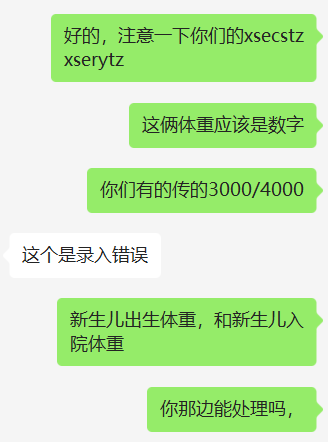 好的，注意一下你们的xsecstz
xserytz
这俩体重应该是数字
你们有的传的3000/4000
这个是录入错误
新生儿出生体重，和新生儿入
院体重
你那边能处理吗，